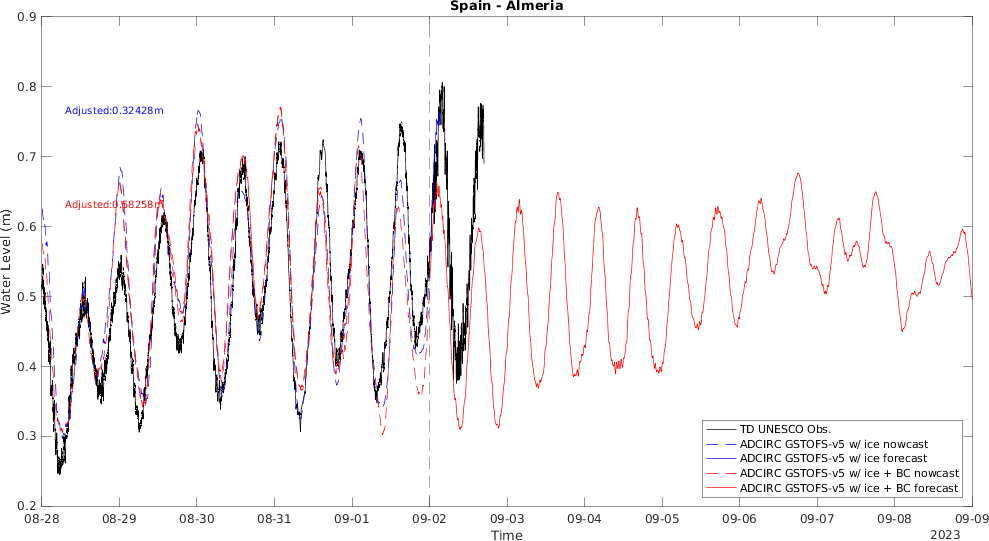 Spain - Almeria
0.9
0.8
0.7
0.6
0.5
0.4
0.3
0.2
Water Level (m)
Adjusted:0.32428m
Adjusted:0.68258m
TD UNESCO Obs.
ADCIRC GSTOFS-v5 w/ ice nowcast
ADCIRC GSTOFS-v5 w/ ice forecast
ADCIRC GSTOFS-v5 w/ ice + BC nowcast
ADCIRC GSTOFS-v5 w/ ice + BC forecast
08-28 08-29 08-30 08-31 09-01 09-02 09-03 09-04 09-05 09-06 09-07 09-08 09-09
Time
2023